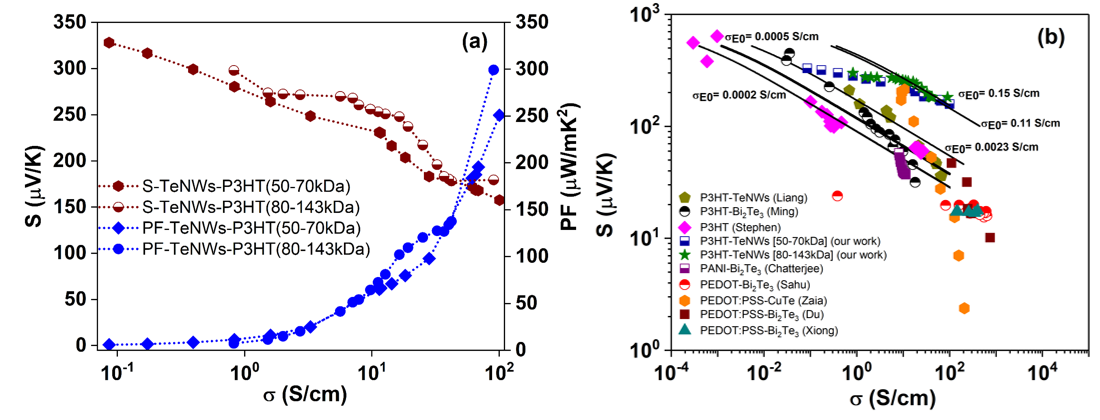 (a)
350
300
250
200
150
100
50
0
S (μV/K)
350
300
250
200
150
100
50
0
PF (μW/mK²)
S-TeNWs-P3HT(50-70kDa)
S-TeNWs-P3HT(80-143kDa)
PF-TeNWs-P3HT(50-70kDa)
PF-TeNWs-P3HT(80-143kDa)
10⁻¹ 10⁰ 10¹ 10²
σ (S/cm)
(b)
10³
10²
10¹
10⁰
S (μV/K)
σE0= 0.0005 S/cm
σE0= 0.15 S/cm
σE0= 0.0002 S/cm
σE0= 0.11 S/cm
σE0= 0.0023 S/cm
P3HT-TeNWs (Liang)
P3HT-Bi₂Te₃ (Ming)
P3HT (Stephen)
P3HT-TeNWs [50-70kDa] (our work)
P3HT-TeNWs [80-143kDa] (our work)
PANI-Bi₂Te₃ (Chatterjee)
PEDOT-Bi₂Te₃ (Sahu)
PEDOT:PSS-CuTe (Zaia)
PEDOT:PSS-Bi₂Te₃ (Du)
PEDOT:PSS-Bi₂Te₃ (Xiong)
10⁻⁴ 10⁻² 10⁰ 10² 10⁴
σ (S/cm)